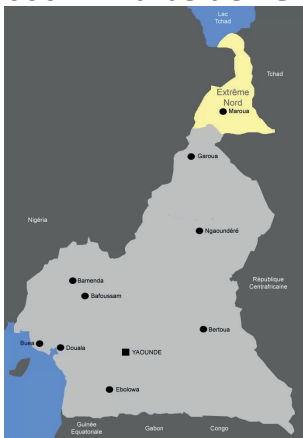 Lac
Tchad
Tchad
Extrême
Nord
Maroua
Garoua
Nigéria
Ngaoundéré
République
Centrafricaine
Bamenda
Bafoussam
Bertoua
Buea
Douala
YAOUNDE
Ebolowa
Guinée
Equatoriale
Gabon
Congo